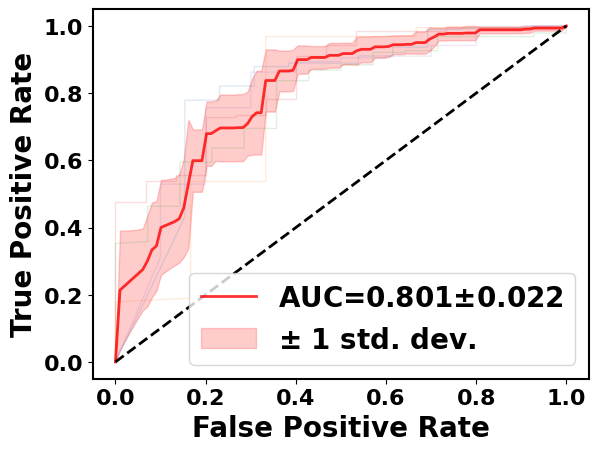 True Positive Rate
1.0
0.8
0.6
0.4
0.2
0.0
AUC=0.801±0.022
± 1 std. dev.
0.0 0.2 0.4 0.6 0.8 1.0
False Positive Rate